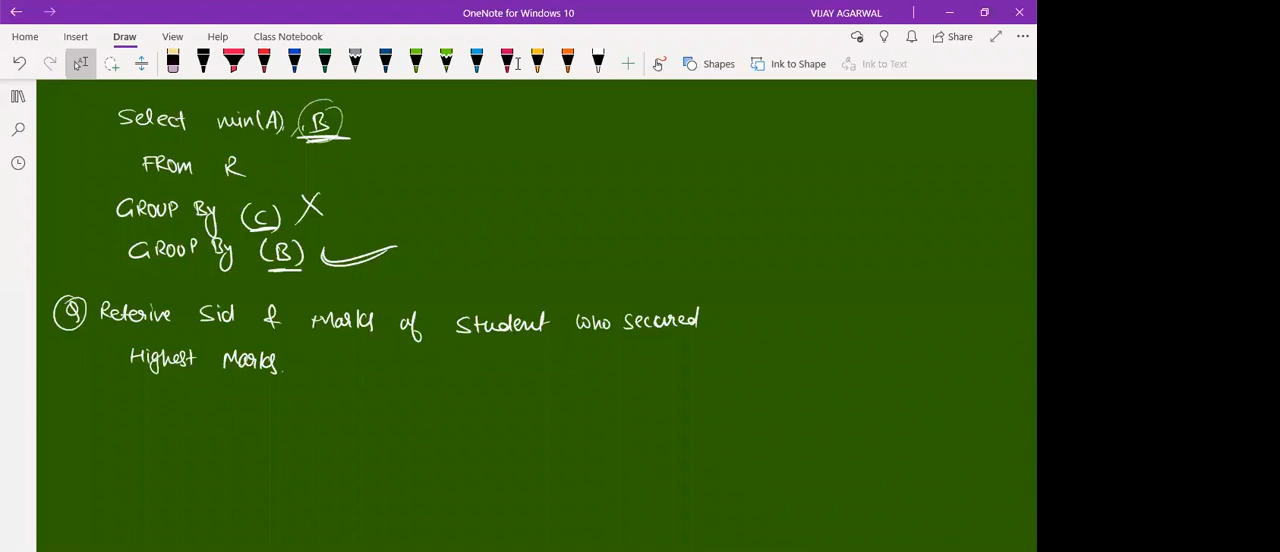 OneNote for Windows 10
VIJAY AGARWAL
Home Insert Draw View Help Class Notebook
Share
Shapes
Ink to Shape
Ink to Text
Select min(A), B
FROM R
GROUP By (C) X
GROUP By (B)
Q Reterive Sid & Marks of Student who secured
Highest Marks.